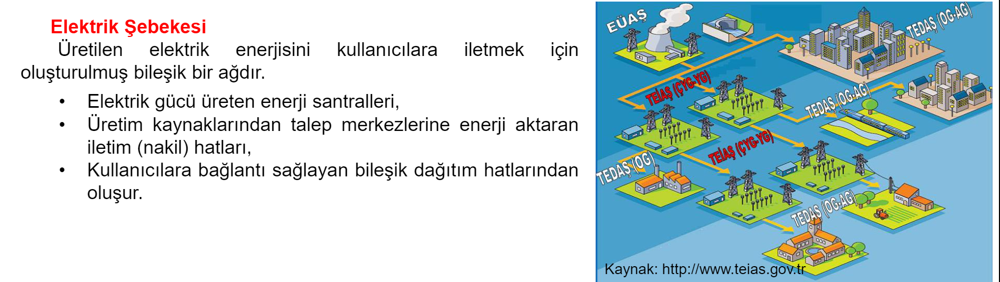 Elektrik Şebekesi
Üretilen elektrik enerjisini kullanıcılara iletmek için
oluşturulmuş bileşik bir ağdır.
• Elektrik gücü üreten enerji santralleri,
• Üretim kaynaklarından talep merkezlerine enerji aktaran
iletim (nakil) hatları,
• Kullanıcılara bağlantı sağlayan bileşik dağıtım hatlarından
oluşur.
EÜAŞ
TEDAŞ (OG-AG)
TEİAŞ (ÇYG-YG)
TEDAŞ (OG-AG)
TEİAŞ (ÇYG-YG)
TEDAŞ (OG)
TEDAŞ (OG-AG)
Kaynak: http://www.teias.gov.tr